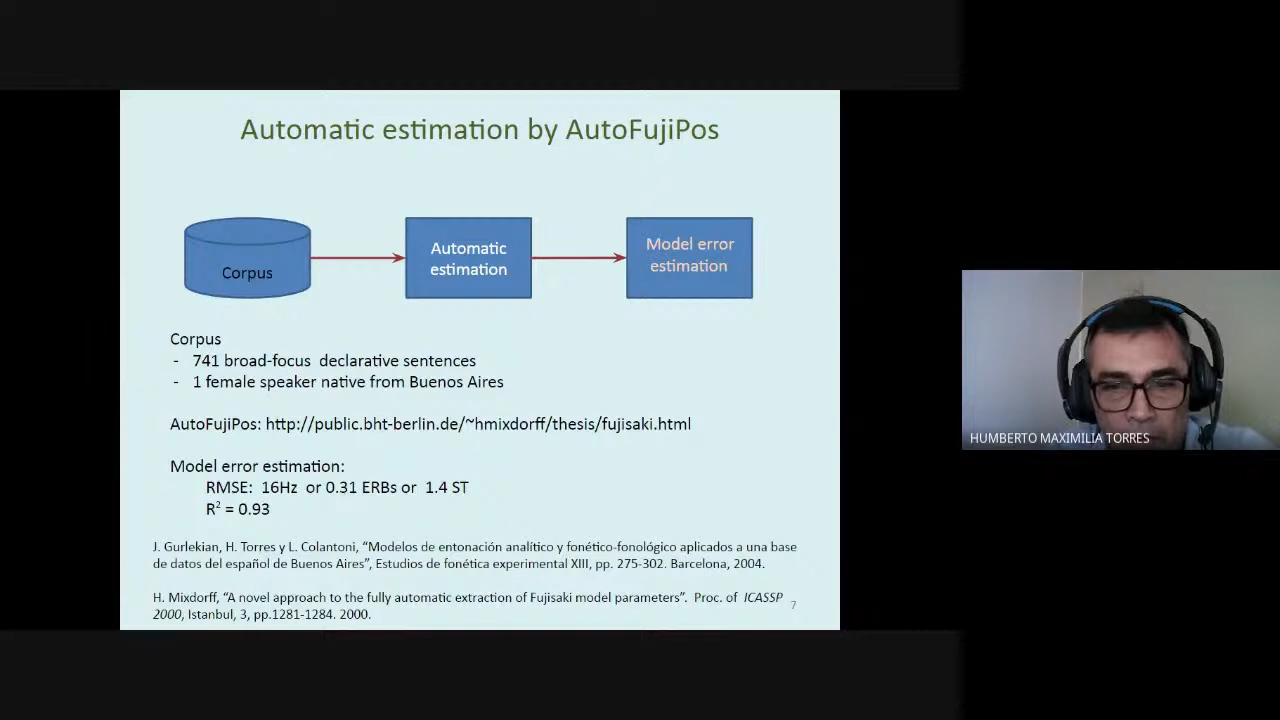 Automatic estimation by AutoFujiPos
Corpus
Automatic
estimation
Model error
estimation
Corpus
- 741 broad-focus declarative sentences
- 1 female speaker native from Buenos Aires
AutoFujiPos: http://public.bht-berlin.de/~hmixdorff/thesis/fujisaki.html
Model error estimation:
RMSE: 16Hz or 0.31 ERBs or 1.4 ST
R² = 0.93
J. Gurlekian, H. Torres y L. Colantoni, “Modelos de entonación analítico y fonético-fonológico aplicados a una base
de datos del español de Buenos Aires”, Estudios de fonética experimental XIII, pp. 275-302. Barcelona, 2004.
H. Mixdorff, “A novel approach to the fully automatic extraction of Fujisaki model parameters”. Proc. of ICASSP
2000, Istanbul, 3, pp.1281-1284. 2000.
7
HUMBERTO MAXIMILIA TORRES